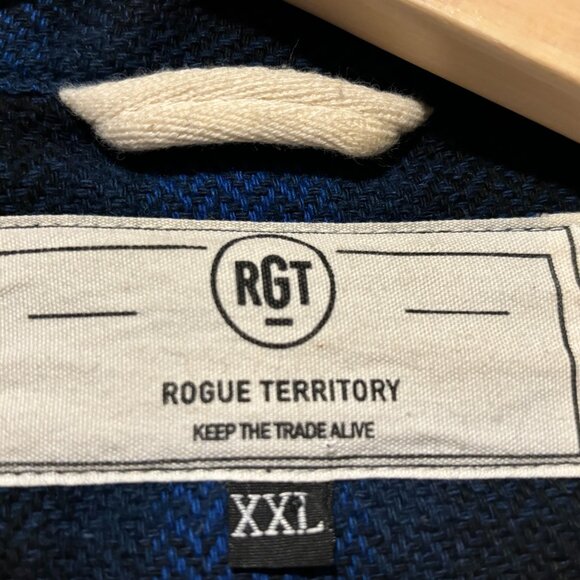 RGT
ROGUE TERRITORY
KEEP THE TRADE ALIVE
XXL